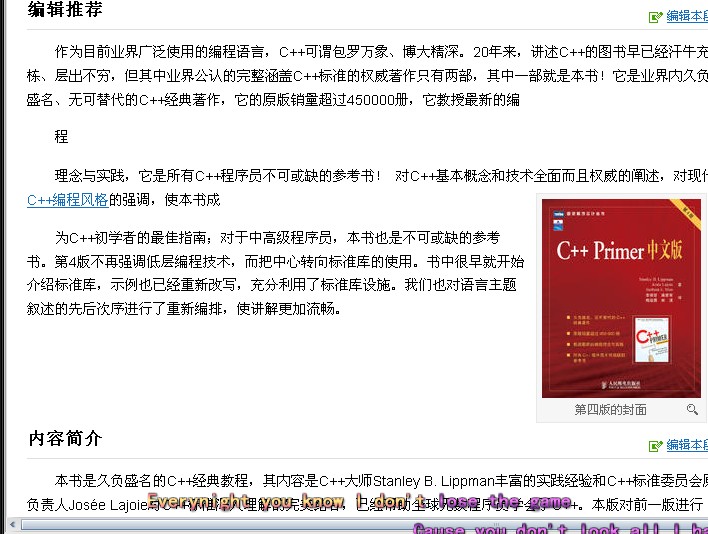 编辑推荐
编辑本段
作为目前业界广泛使用的编程语言，C++可谓包罗万象、博大精深。20年来，讲述C++的图书早已经汗牛充
栋、层出不穷，但其中业界公认的完整涵盖C++标准的权威著作只有两部，其中一部就是本书！它是业界内久负
盛名、无可替代的C++经典著作，它的原版销量超过450000册，它教授最新的编
程
理念与实践，它是所有C++程序员不可或缺的参考书！ 对C++基本概念和技术全面而且权威的阐述，对现代
C++编程风格的强调，使本书成
为C++初学者的最佳指南；对于中高级程序员，本书也是不可或缺的参考
书。第4版不再强调低层编程技术，而把中心转向标准库的使用。书中很早就开始
介绍标准库，示例也已经重新改写，充分利用了标准库设施。我们也对语言主题
叙述的先后次序进行了重新编排，使讲解更加流畅。
C++ Primer 中文版
Stanley B. Lippman
人民邮电出版社
第四版的封面
内容简介
编辑本段
本书是久负盛名的C++经典教程，其内容是C++大师Stanley B. Lippman丰富的实践经验和C++标准委员会原
负责人Josée Lajoie
C++。本版对前一版进行
Everynight you know I don't lose the game
Cause you don't look all I ha